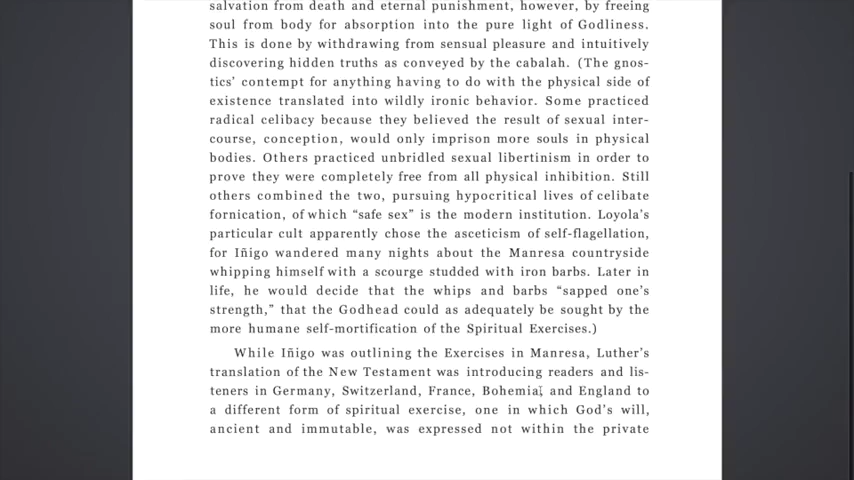 salvation from death and eternal punishment, however, by freeing
soul from body for absorption into the pure light of Godliness.
This is done by withdrawing from sensual pleasure and intuitively
discovering hidden truths as conveyed by the cabalah. (The gnos-
tics’ contempt for anything having to do with the physical side of
existence translated into wildly ironic behavior. Some practiced
radical celibacy because they believed the result of sexual inter-
course, conception, would only imprison more souls in physical
bodies. Others practiced unbridled sexual libertinism in order to
prove they were completely free from all physical inhibition. Still
others combined the two, pursuing hypocritical lives of celibate
fornication, of which “safe sex” is the modern institution. Loyola’s
particular cult apparently chose the asceticism of self-flagellation,
for Iñigo wandered many nights about the Manresa countryside
whipping himself with a scourge studded with iron barbs. Later in
life, he would decide that the whips and barbs “sapped one’s
strength,” that the Godhead could as adequately be sought by the
more humane self-mortification of the Spiritual Exercises.)
While Iñigo was outlining the Exercises in Manresa, Luther’s
translation of the New Testament was introducing readers and lis-
teners in Germany, Switzerland, France, Bohemia, and England to
a different form of spiritual exercise, one in which God’s will,
ancient and immutable, was expressed not within the private